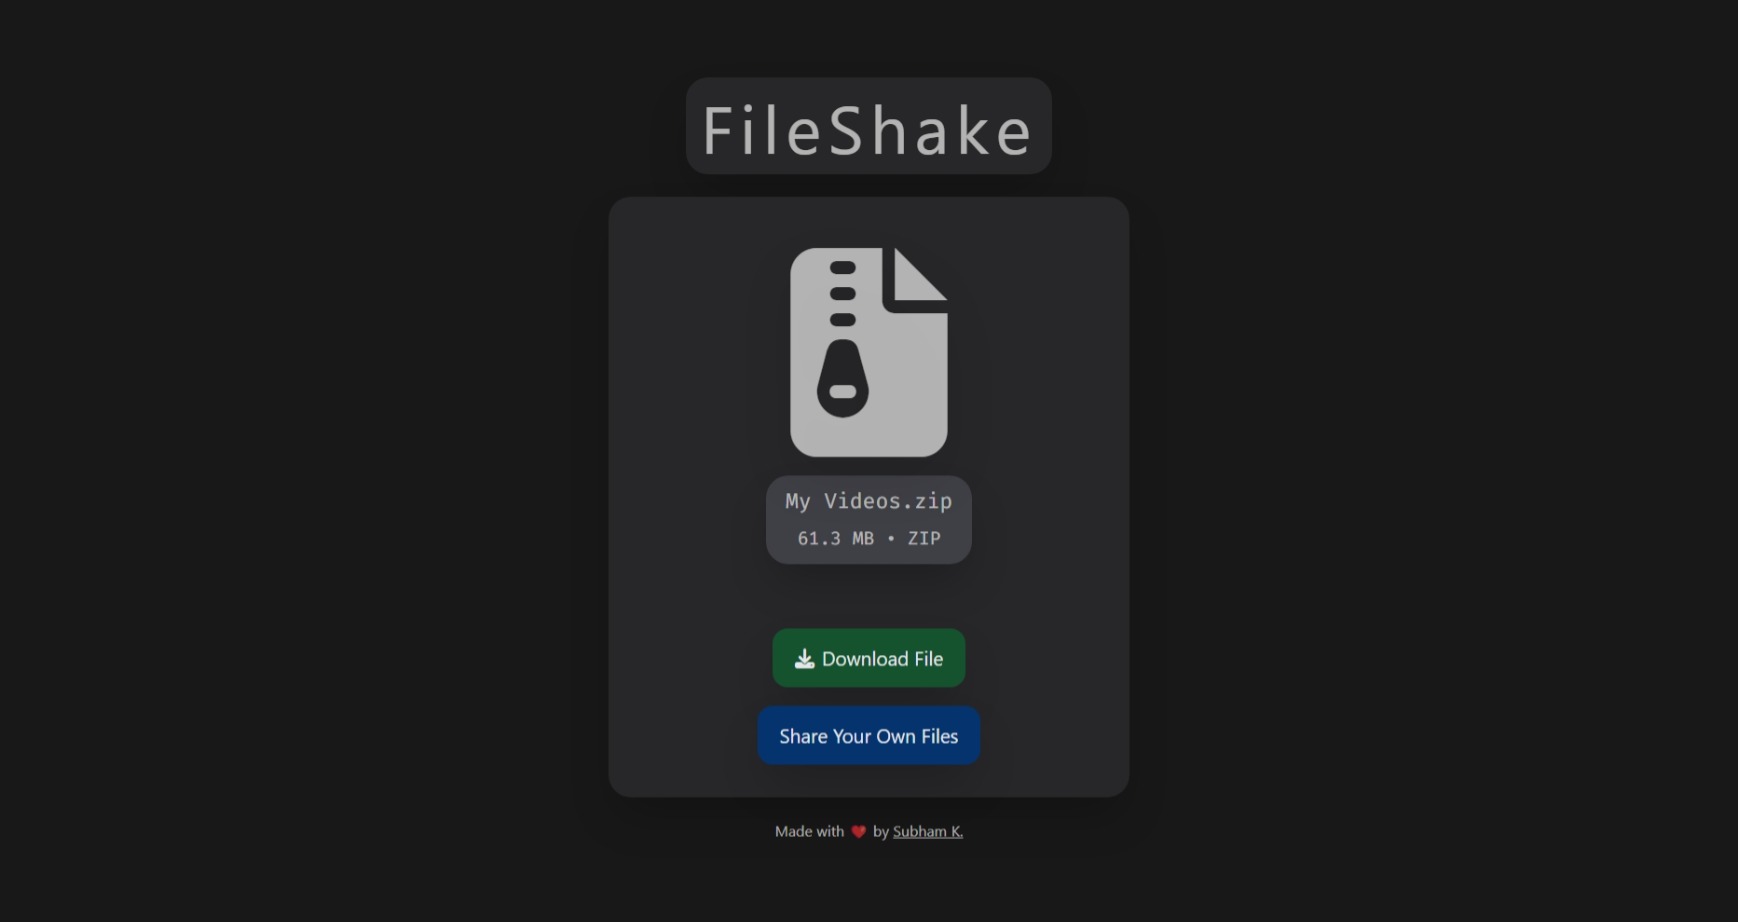 FileShake
My Videos.zip
61.3 MB • ZIP
Download File
Share Your Own Files
Made with ❤️ by Subham K.